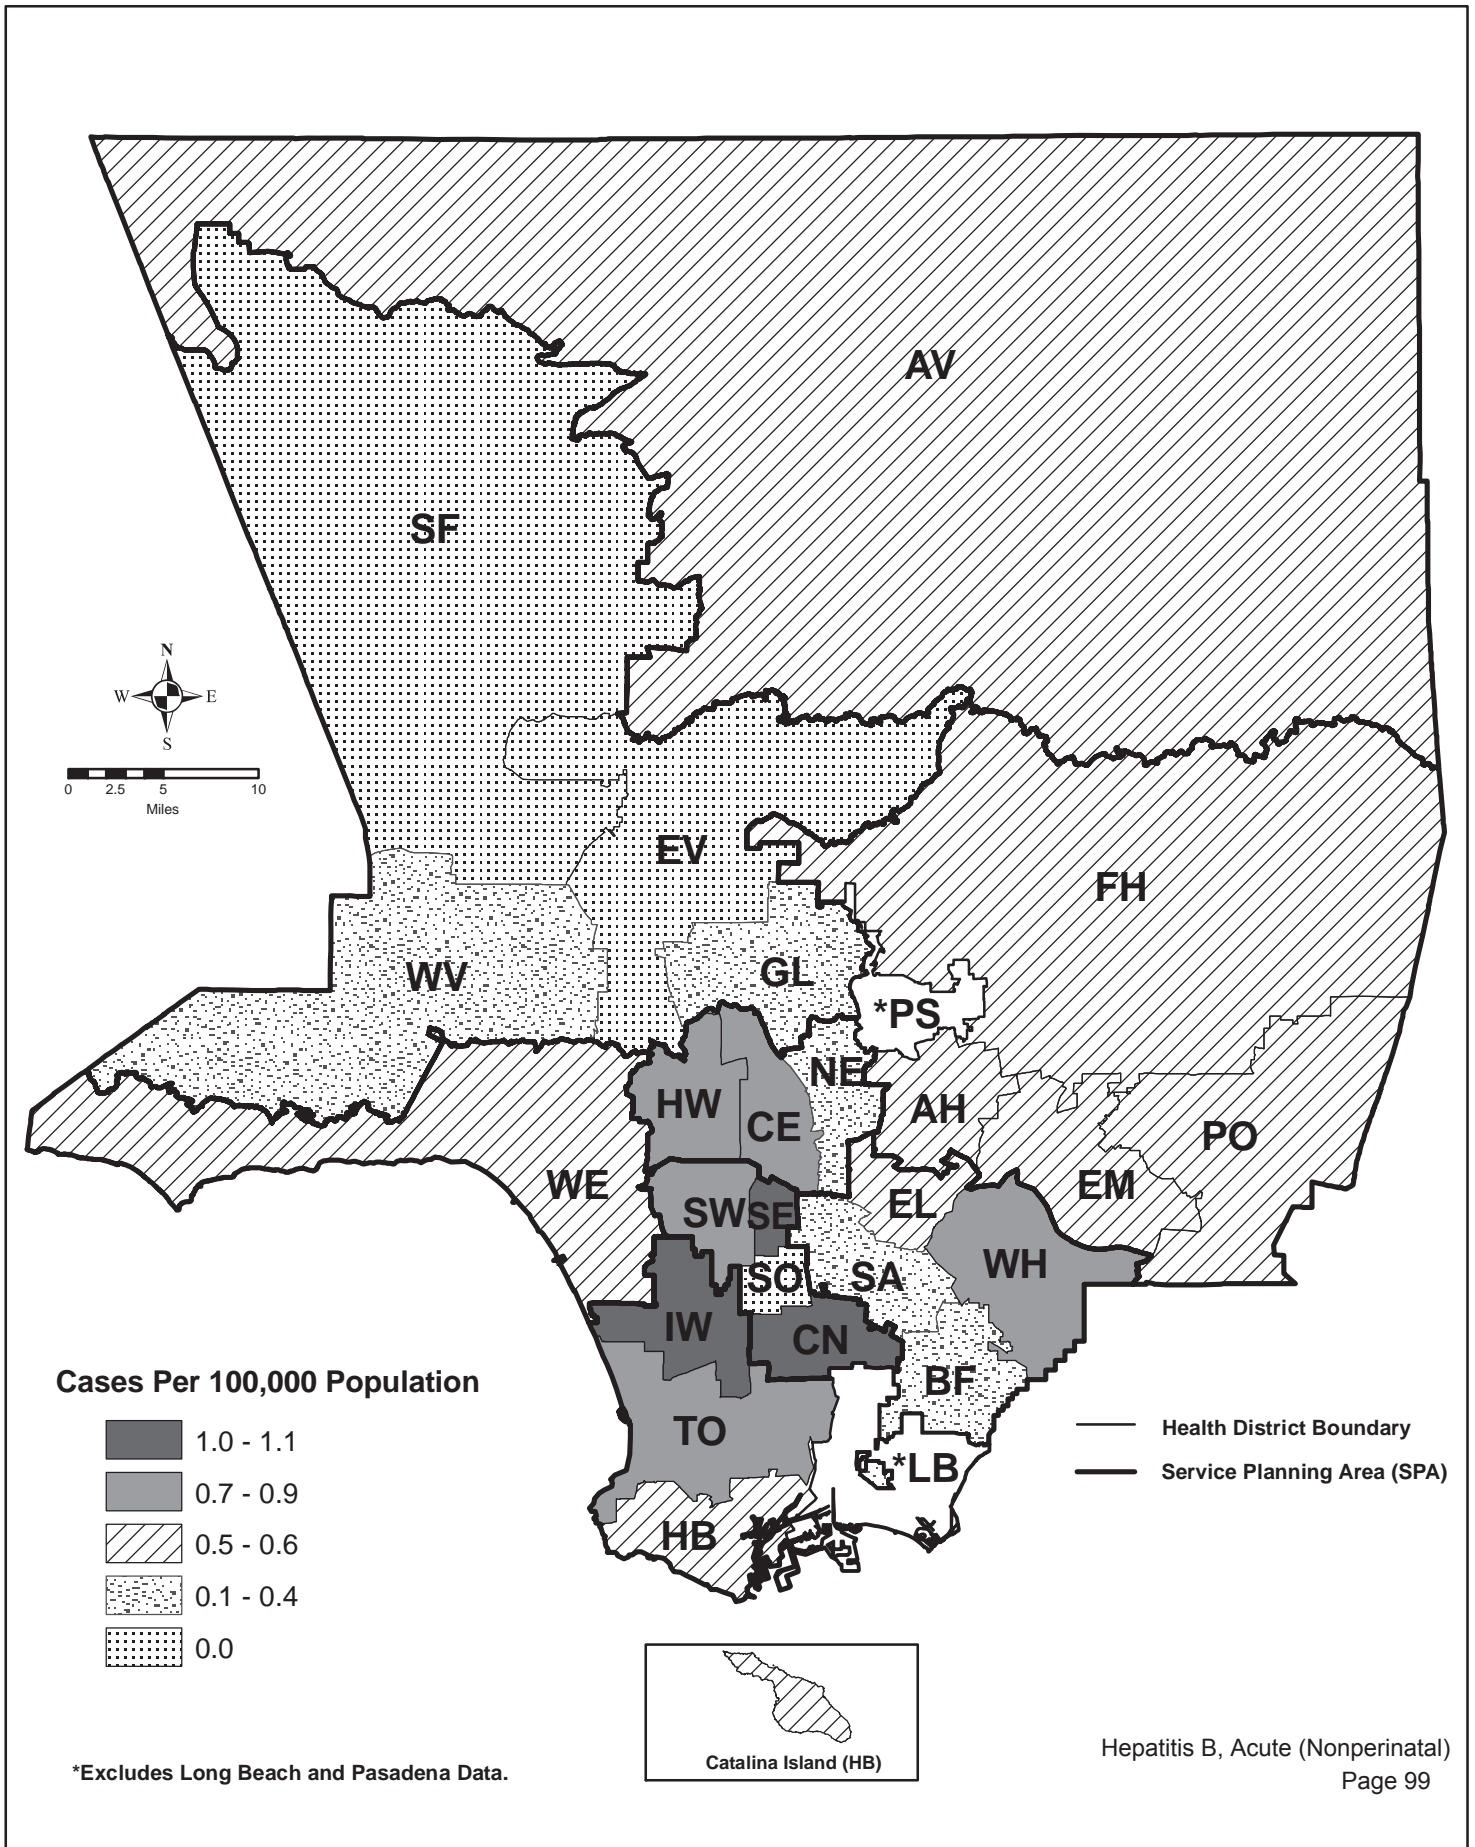 AV
SF
N
W E
S
0 2.5 5 10
Miles
EV
FH
WV
GL
*PS
NE
HW
AH
CE
PO
WE
EM
EL
SW
SE
WH
SO
SA
IW
CN
BF
TO
*LB
HB
Cases Per 100,000 Population
1.0 - 1.1
0.7 - 0.9
0.5 - 0.6
0.1 - 0.4
0.0
Health District Boundary
Service Planning Area (SPA)
Catalina Island (HB)
*Excludes Long Beach and Pasadena Data.
Hepatitis B, Acute (Nonperinatal)
Page 99